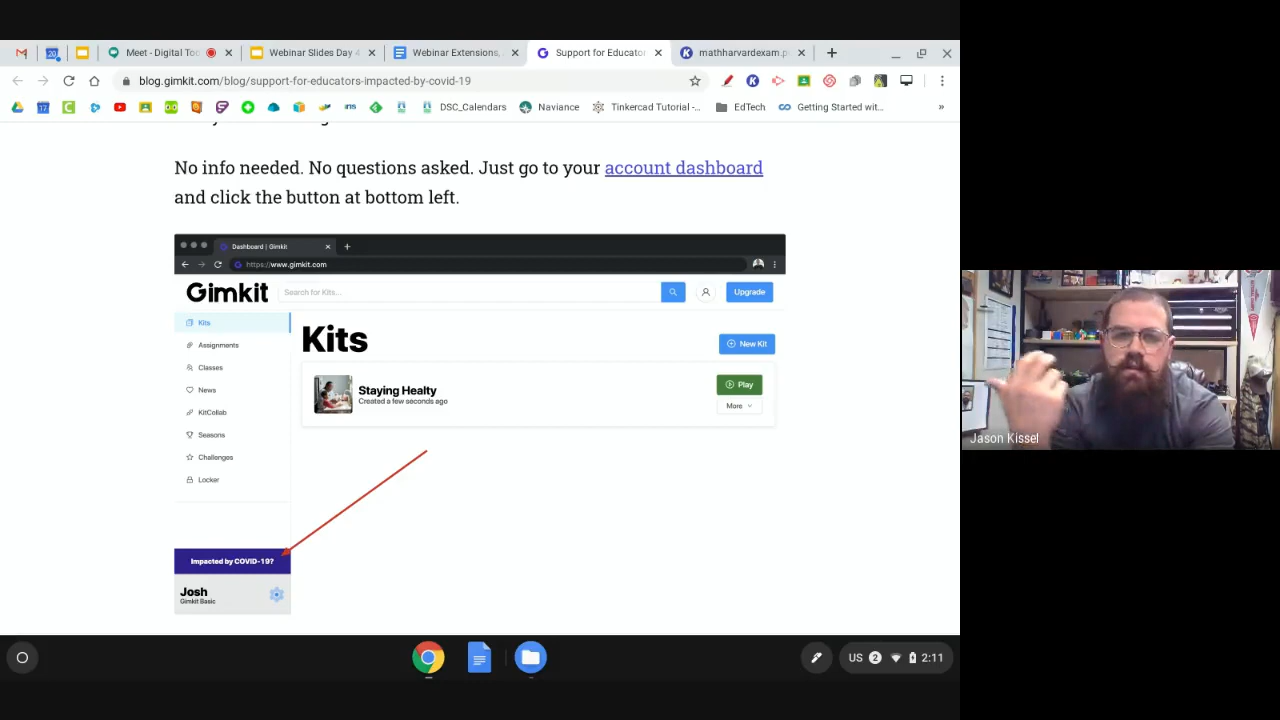 Meet - Digital Too
Webinar Slides Day 4
Webinar Extensions,
Support for Educator
mathharvardexam.p
blog.gimkit.com/blog/support-for-educators-impacted-by-covid-19
DSC_Calendars
Naviance
Tinkercad Tutorial -...
EdTech
Getting Started wit...
No info needed. No questions asked. Just go to your account dashboard
and click the button at bottom left.
Dashboard | Gimkit
https://www.gimkit.com
Gimkit
Search for Kits...
Upgrade
Kits
Assignments
Classes
News
KitCollab
Seasons
Challenges
Locker
Kits
New Kit
Staying Healty
Created a few seconds ago
Play
More
Impacted by COVID-19?
Josh
Gimkit Basic
Jason Kissel
US 2 2:11